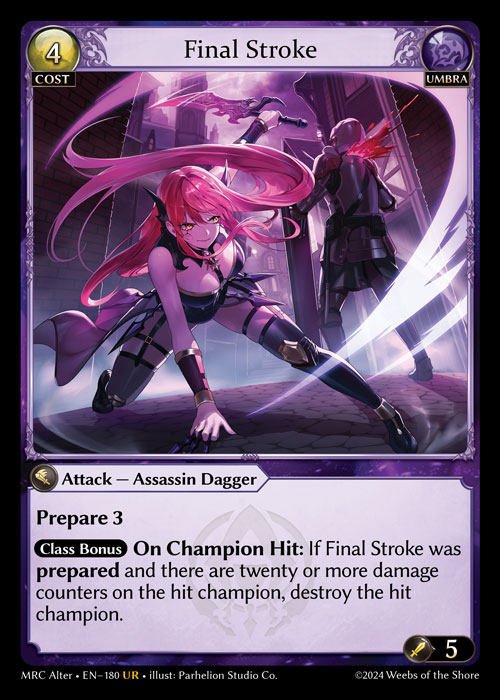 4
Final Stroke
COST
UMBRA
Attack — Assassin Dagger
Prepare 3
Class Bonus On Champion Hit: If Final Stroke was
prepared and there are twenty or more damage
counters on the hit champion, destroy the hit
champion.
5
MRC Alter • EN–180 UR • illust: Parhelion Studio Co.
©2024 Weebs of the Shore